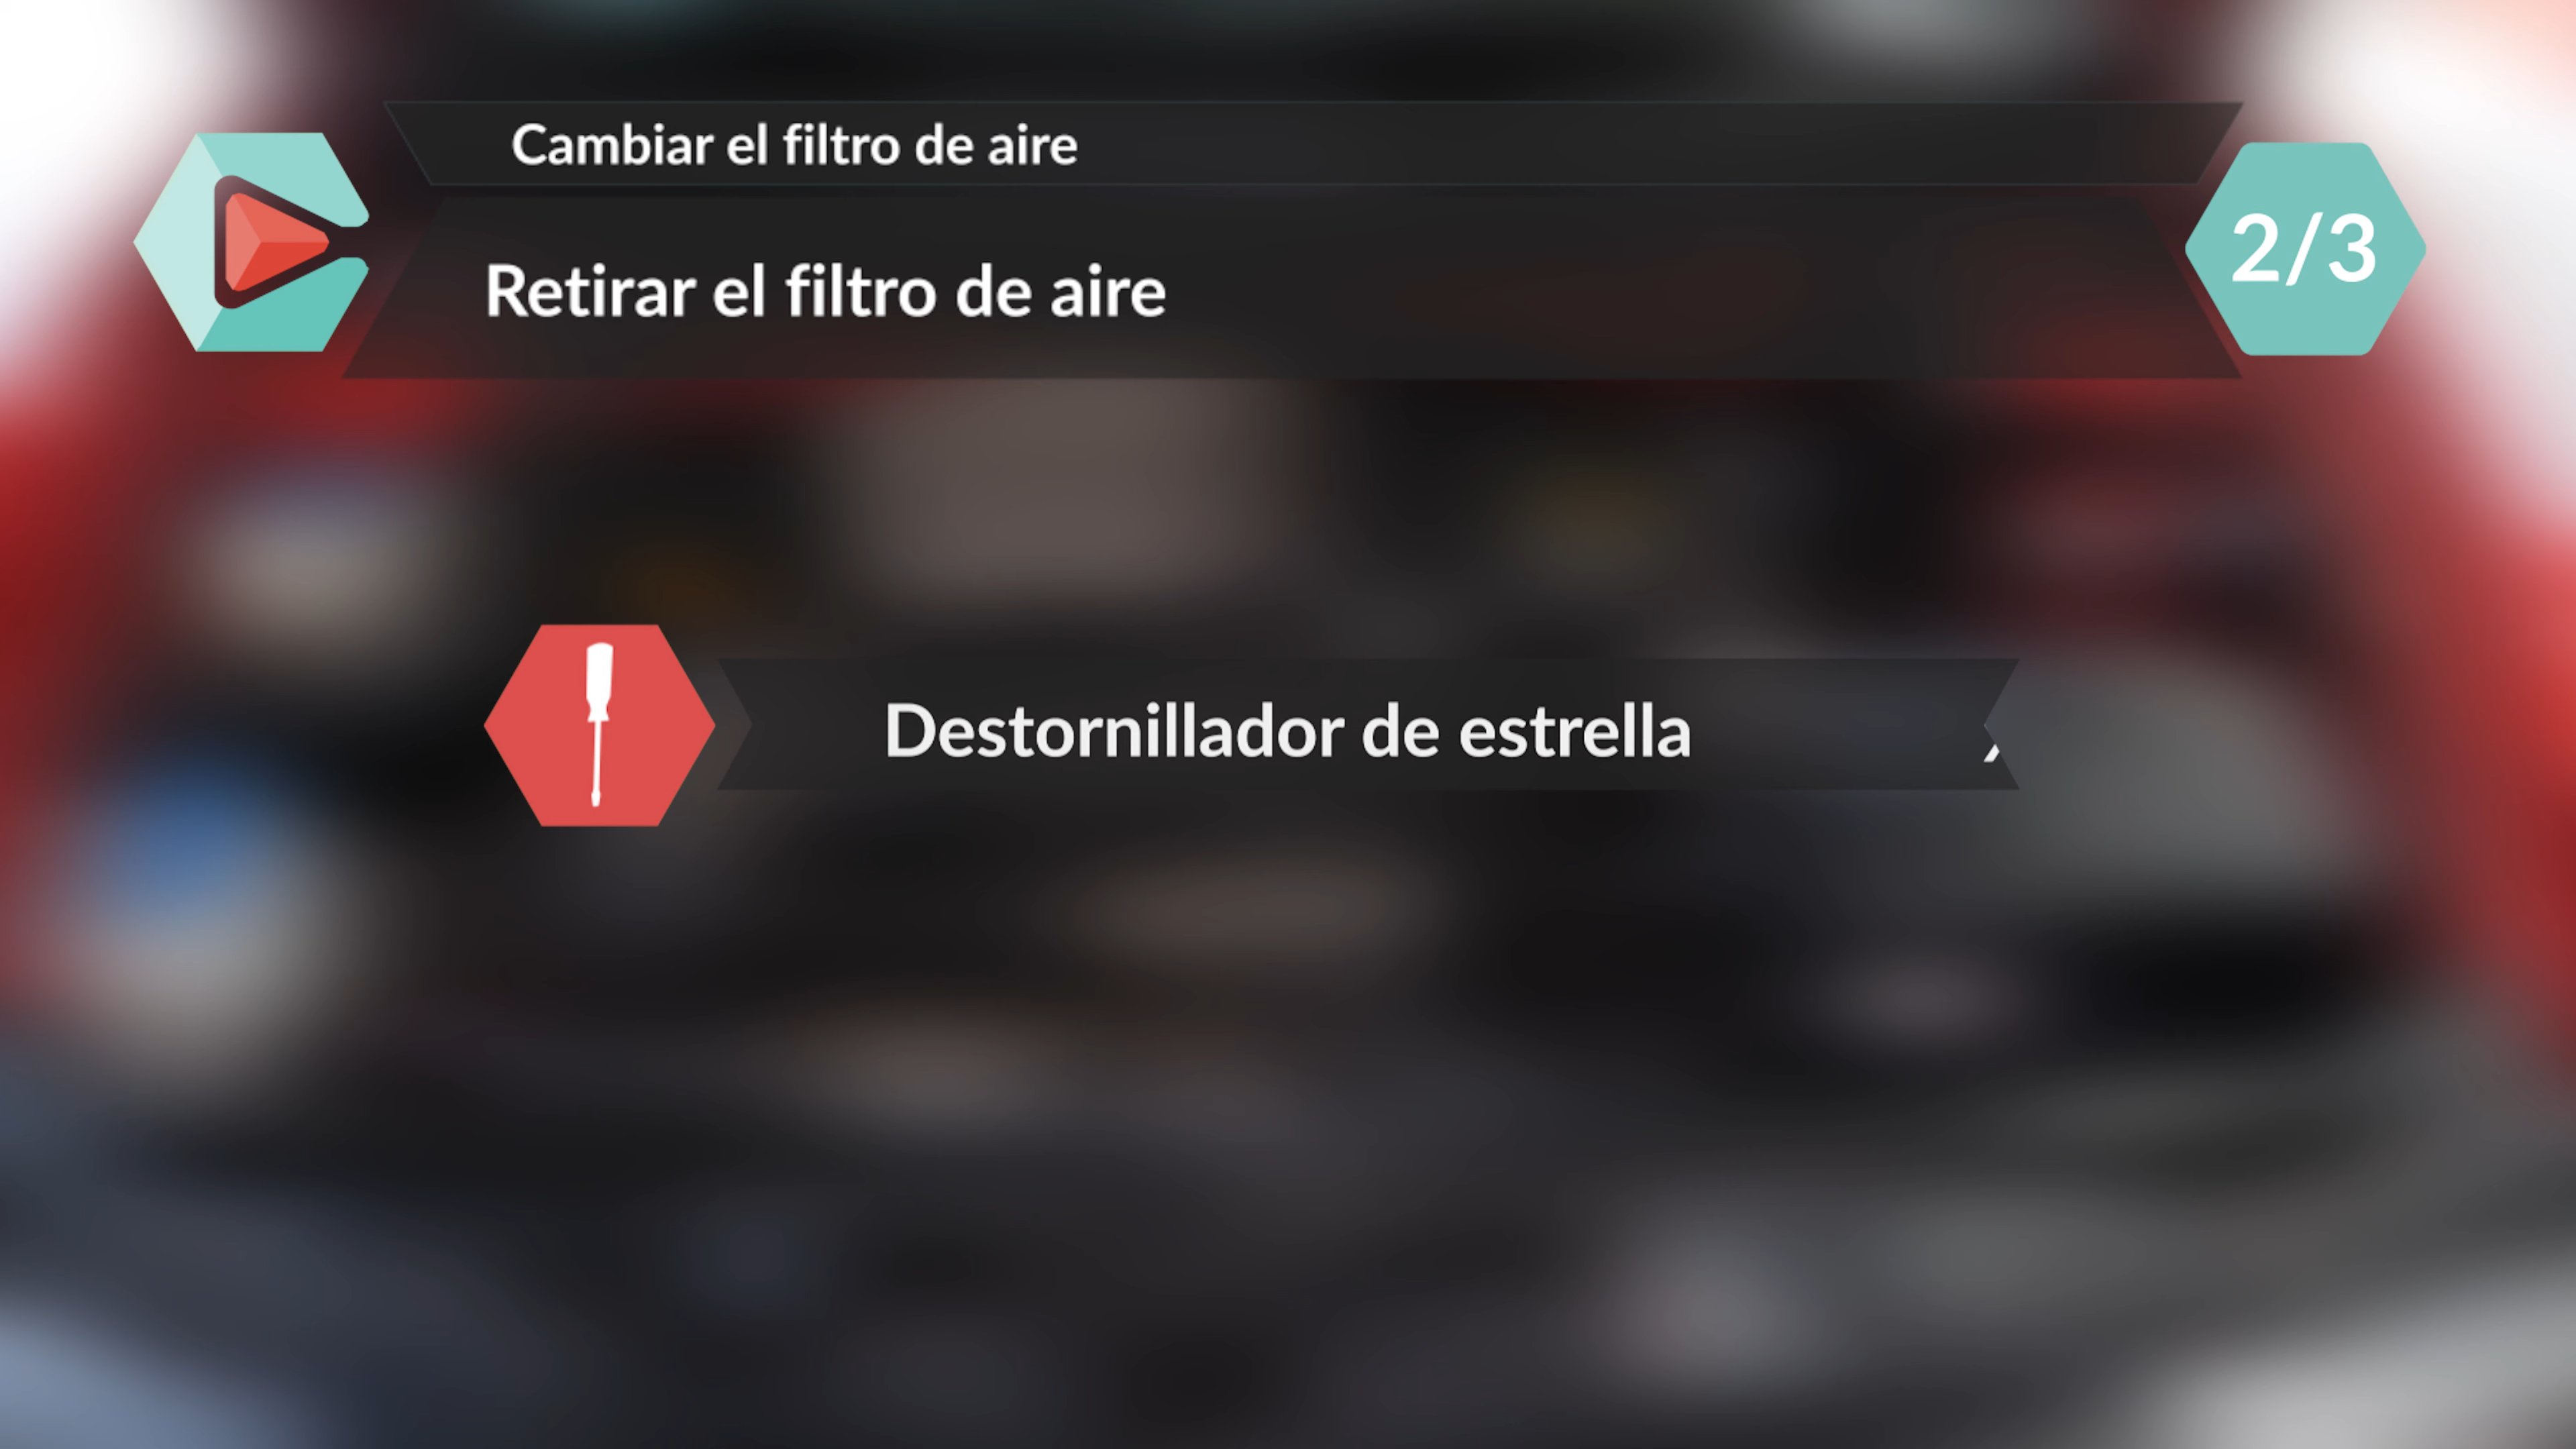 Cambiar el filtro de aire
Retirar el filtro de aire
2/3
Destornillador de estrella